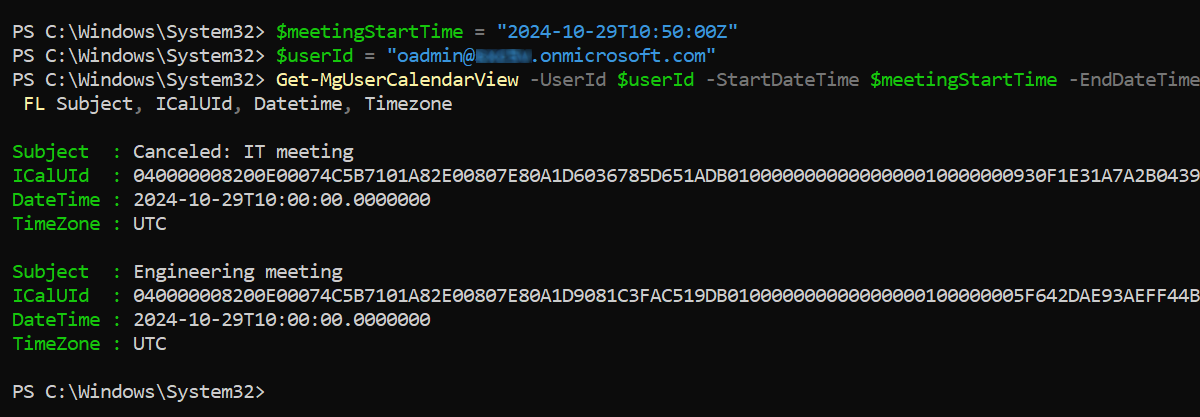 PS C:\Windows\System32> $meetingStartTime = "2024-10-29T10:50:00Z"
PS C:\Windows\System32> $userId = "oadmin@ .onmicrosoft.com"
PS C:\Windows\System32> Get-MgUserCalendarView -UserId $userId -StartDateTime $meetingStartTime -EndDateTime
FL Subject, ICalUId, Datetime, Timezone
Subject : Canceled: IT meeting
ICalUId : 040000008200E00074C5B7101A82E00807E80A1D6036785D651ADB01000000000000000010000000930F1E31A7A2B0439
DateTime : 2024-10-29T10:00:00.0000000
TimeZone : UTC
Subject : Engineering meeting
ICalUId : 040000008200E00074C5B7101A82E00807E80A1D9081C3FAC519DB010000000000000000100000005F642DAE93AEFF44B
DateTime : 2024-10-29T10:00:00.0000000
TimeZone : UTC
PS C:\Windows\System32>